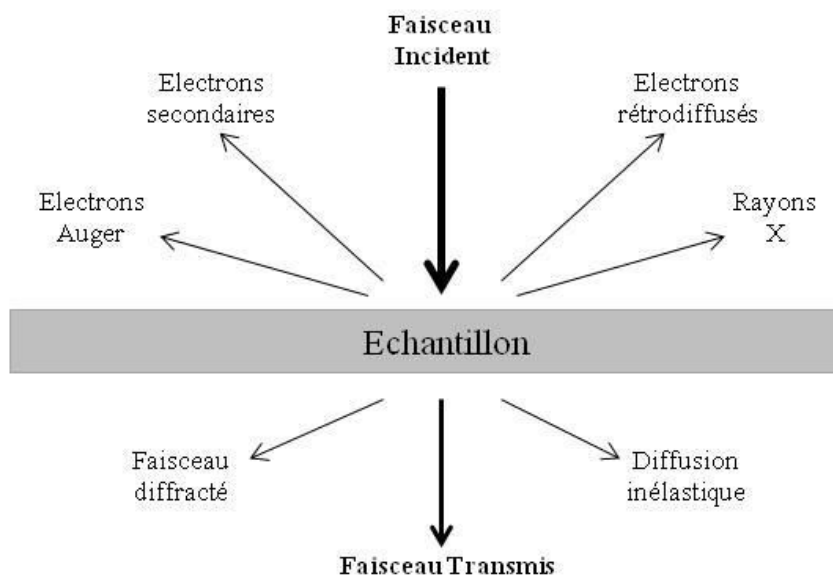 Faisceau
Incident
Electrons
secondaires
Electrons
rétrodiffusés
Electrons
Auger
Rayons
X
Echantillon
Faisceau
diffracté
Diffusion
inélastique
Faisceau Transmis